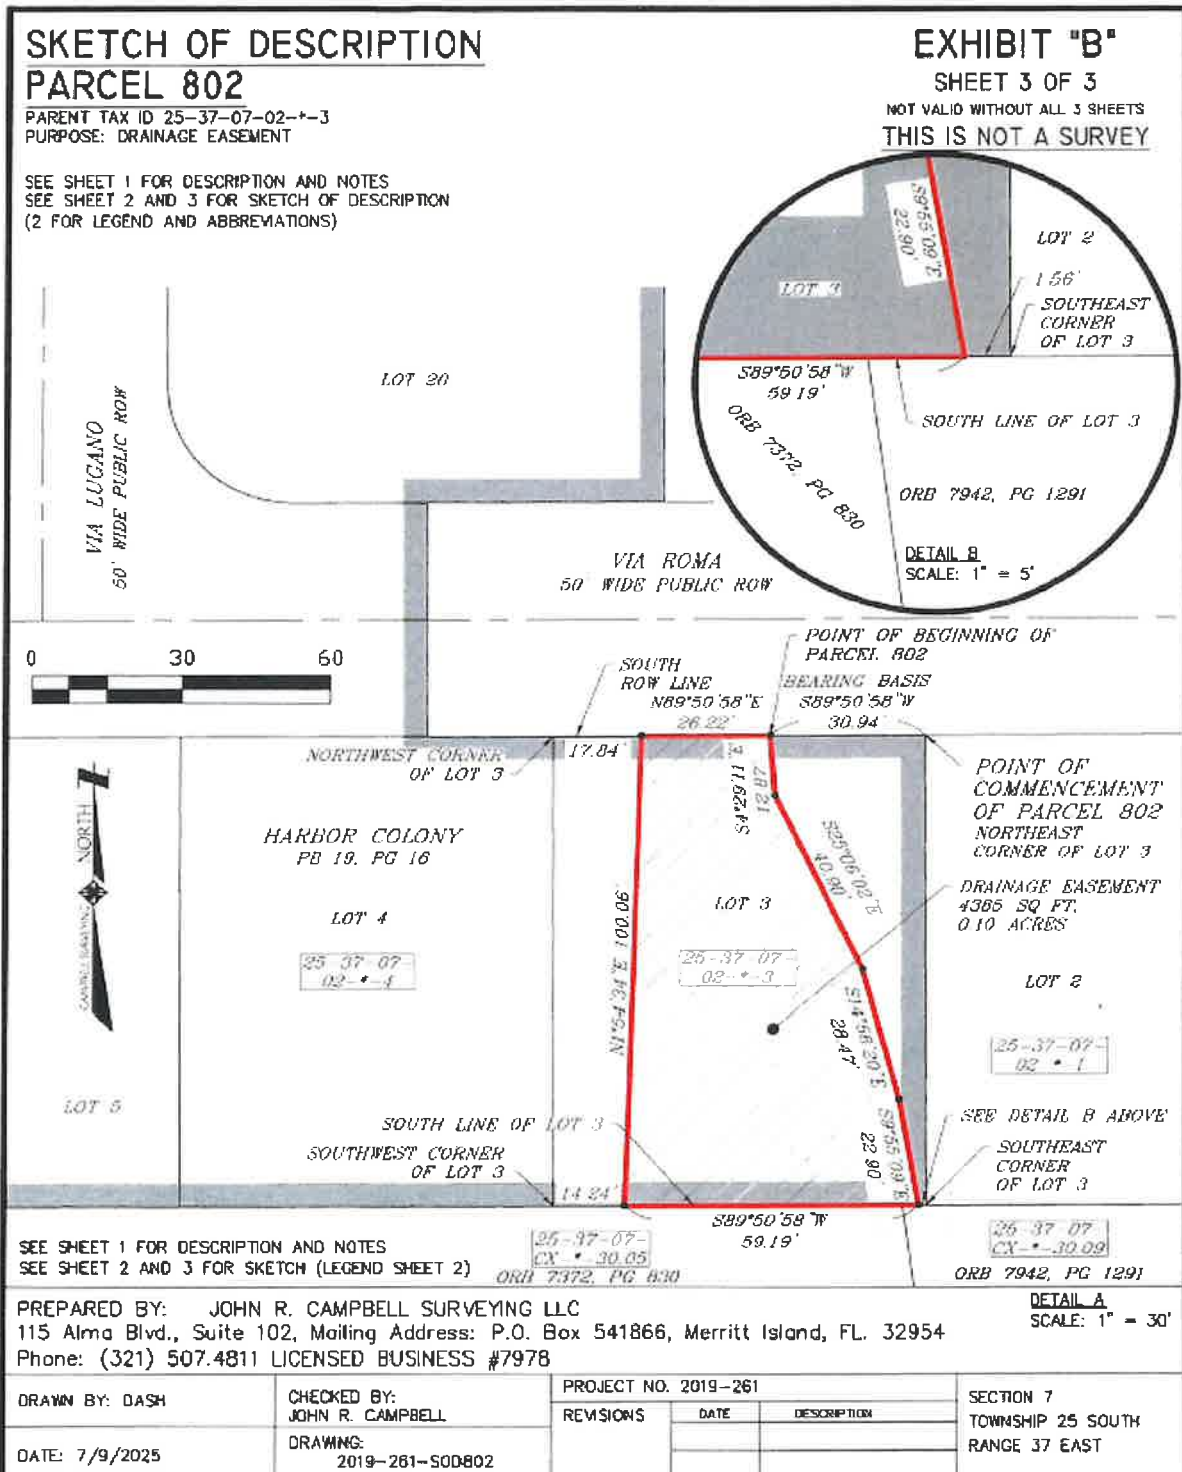 SKETCH OF DESCRIPTION
PARCEL 802
PARENT TAX ID 25-37-07-02-*-3
PURPOSE: DRAINAGE EASEMENT
SEE SHEET 1 FOR DESCRIPTION AND NOTES
SEE SHEET 2 AND 3 FOR SKETCH OF DESCRIPTION
(2 FOR LEGEND AND ABBREVIATIONS)
EXHIBIT "B"
SHEET 3 OF 3
NOT VALID WITHOUT ALL 3 SHEETS
THIS IS NOT A SURVEY
S9°55'09"E
22.90'
LOT 2
LOT 3
1.56'
SOUTHEAST
CORNER
OF LOT 3
S89°50'58"W
59.19'
SOUTH LINE OF LOT 3
ORB 7372, PG 830
ORB 7942, PG 1291
DETAIL B
SCALE: 1" = 5'
LOT 20
VIA LUGANO
50' WIDE PUBLIC ROW
VIA ROMA
50' WIDE PUBLIC ROW
0 30 60
POINT OF BEGINNING OF
PARCEL 802
SOUTH
ROW LINE
BEARING BASIS
N89°50'58"E
26.22'
S89°50'58"W
30.94'
NORTHWEST CORNER
OF LOT 3
17.84'
POINT OF
COMMENCEMENT
OF PARCEL 802
NORTHEAST
CORNER OF LOT 3
NORTH
CAMPBELL SURVEYING
HARBOR COLONY
PB 19, PG 16
S4°29'11"E
12.87'
S25°06'02"E
40.90'
DRAINAGE EASEMENT
4365 SQ FT,
0.10 ACRES
LOT 4
25-37-07-
02-*-4
N1°54'34"E 100.06'
LOT 3
25-37-07-
02-*-3
LOT 2
25-37-07-
02-*-1
S14°58'20"E
28.47'
LOT 5
SOUTH LINE OF LOT 3
SOUTHWEST CORNER
OF LOT 3
S9°55'09"E
22.90'
SEE DETAIL B ABOVE
SOUTHEAST
CORNER
OF LOT 3
14.24'
S89°50'58"W
59.19'
25-37-07-
CX-*-30.05
ORB 7372, PG 830
25-37-07-
CX-*-30.09
ORB 7942, PG 1291
SEE SHEET 1 FOR DESCRIPTION AND NOTES
SEE SHEET 2 AND 3 FOR SKETCH (LEGEND SHEET 2)
DETAIL A
SCALE: 1" = 30'
PREPARED BY: JOHN R. CAMPBELL SURVEYING LLC
115 Alma Blvd., Suite 102, Mailing Address: P.O. Box 541866, Merritt Island, FL. 32954
Phone: (321) 507.4811 LICENSED BUSINESS #7978
DRAWN BY: DASH
CHECKED BY:
JOHN R. CAMPBELL
PROJECT NO. 2019-261
REVISIONS DATE DESCRIPTION
SECTION 7
TOWNSHIP 25 SOUTH
RANGE 37 EAST
DATE: 7/9/2025
DRAWING:
2019-261-SOD802